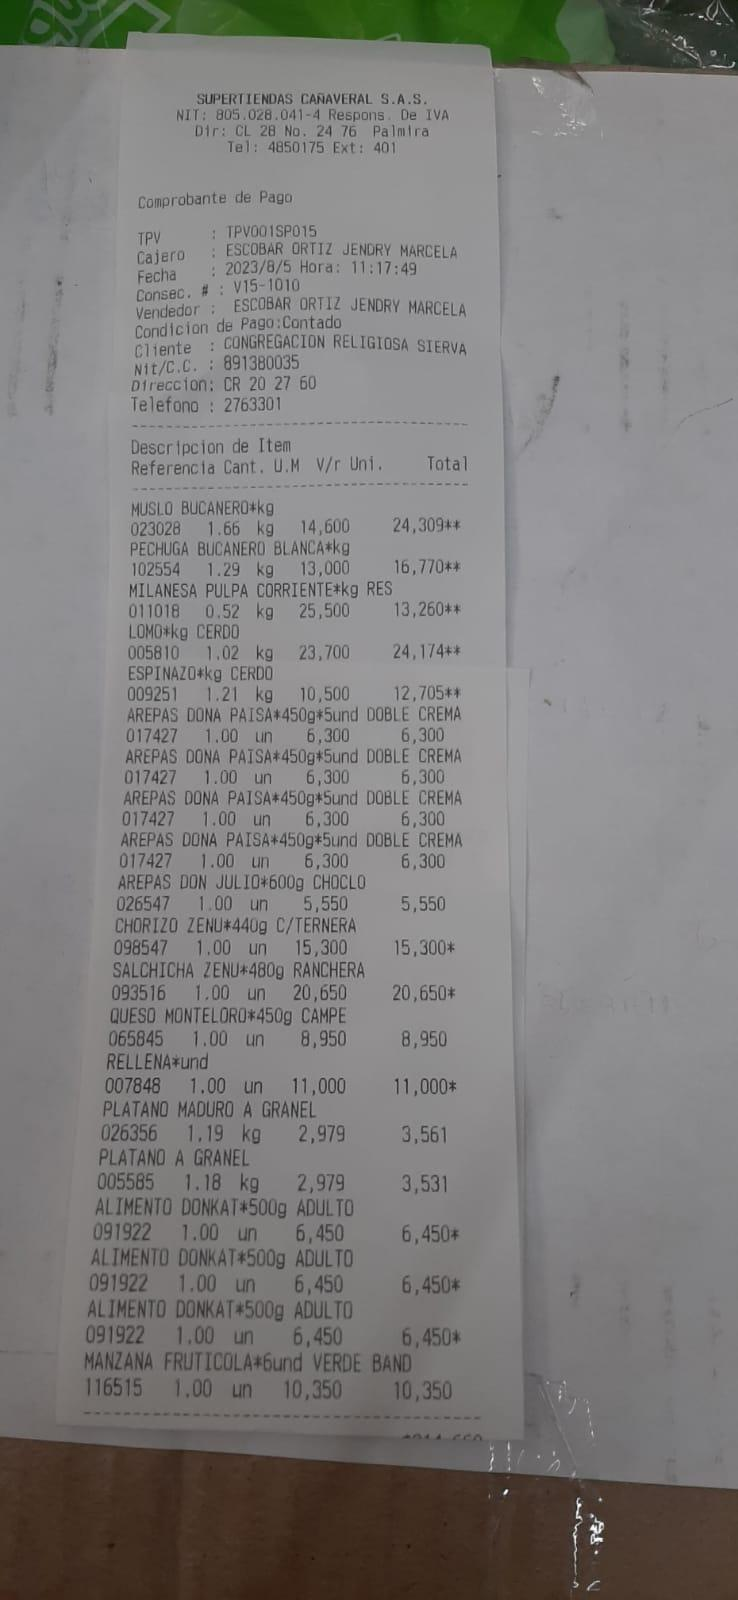 SUPERTIENDAS CAÑAVERAL S.A.S.
NIT: 805.028.041-4 Respons. De IVA
Dir: CL 28 No. 24 76 Palmira
Tel: 4850175 Ext: 401
Comprobante de Pago
TPV : TPV001SP015
Cajero : ESCOBAR ORTIZ JENDRY MARCELA
Fecha : 2023/8/5 Hora: 11:17:49
Consec. # : V15-1010
Vendedor : ESCOBAR ORTIZ JENDRY MARCELA
Condicion de Pago:Contado
Cliente : CONGREGACION RELIGIOSA SIERVA
Nit/C.C. : 891380035
Direccion: CR 20 27 60
Telefono : 2763301
Descripcion de Item
Referencia Cant. U.M V/r Uni. Total
MUSLO BUCANERO*kg
023028 1.66 kg 14,600 24,309**
PECHUGA BUCANERO BLANCA*kg
102554 1.29 kg 13,000 16,770**
MILANESA PULPA CORRIENTE*kg RES
011018 0.52 kg 25,500 13,260**
LOMO*kg CERDO
005810 1.02 kg 23,700 24,174**
ESPINAZO*kg CERDO
009251 1.21 kg 10,500 12,705**
AREPAS DONA PAISA*450g*5und DOBLE CREMA
017427 1.00 un 6,300 6,300
AREPAS DONA PAISA*450g*5und DOBLE CREMA
017427 1.00 un 6,300 6,300
AREPAS DONA PAISA*450g*5und DOBLE CREMA
017427 1.00 un 6,300 6,300
AREPAS DONA PAISA*450g*5und DOBLE CREMA
017427 1.00 un 6,300 6,300
AREPAS DON JULIO*600g CHOCLO
026547 1.00 un 5,550 5,550
CHORIZO ZENU*440g C/TERNERA
098547 1.00 un 15,300 15,300*
SALCHICHA ZENU*480g RANCHERA
093516 1.00 un 20,650 20,650*
QUESO MONTELORO*450g CAMPE
065845 1.00 un 8,950 8,950
RELLENA*und
007848 1.00 un 11,000 11,000*
PLATANO MADURO A GRANEL
026356 1.19 kg 2,979 3,561
PLATANO A GRANEL
005585 1.18 kg 2,979 3,531
ALIMENTO DONKAT*500g ADULTO
091922 1.00 un 6,450 6,450*
ALIMENTO DONKAT*500g ADULTO
091922 1.00 un 6,450 6,450*
ALIMENTO DONKAT*500g ADULTO
091922 1.00 un 6,450 6,450*
MANZANA FRUTICOLA*6und VERDE BAND
116515 1.00 un 10,350 10,350